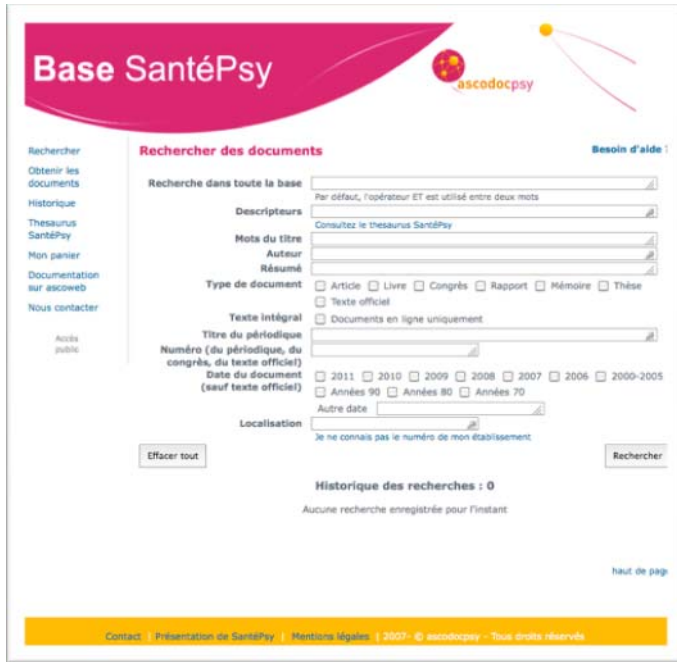 Base SantéPsy
ascodocpsy
Rechercher
Obtenir les
documents
Historique
Thesaurus
SantéPsy
Mon panier
Documentation
sur ascoweb
Nous contacter
Accès
public
Rechercher des documents
Besoin d'aide ?
Recherche dans toute la base
Par défaut, l'opérateur ET est utilisé entre deux mots
Descripteurs
Consultez le thesaurus SantéPsy
Mots du titre
Auteur
Résumé
Type de document Article Livre Congrès Rapport Mémoire Thèse
Texte officiel
Texte intégral Documents en ligne uniquement
Titre du périodique
Numéro (du périodique, du
congrès, du texte officiel)
Date du document
(sauf texte officiel)
2011 2010 2009 2008 2007 2006 2000-2005
Années 90 Années 80 Années 70
Autre date
Localisation
Je ne connais pas le numéro de mon établissement
Effacer tout
Rechercher
Historique des recherches : 0
Aucune recherche enregistrée pour l'instant
haut de page
Contact | Présentation de SantéPsy | Mentions légales | 2007- © ascodocpsy - Tous droits réservés